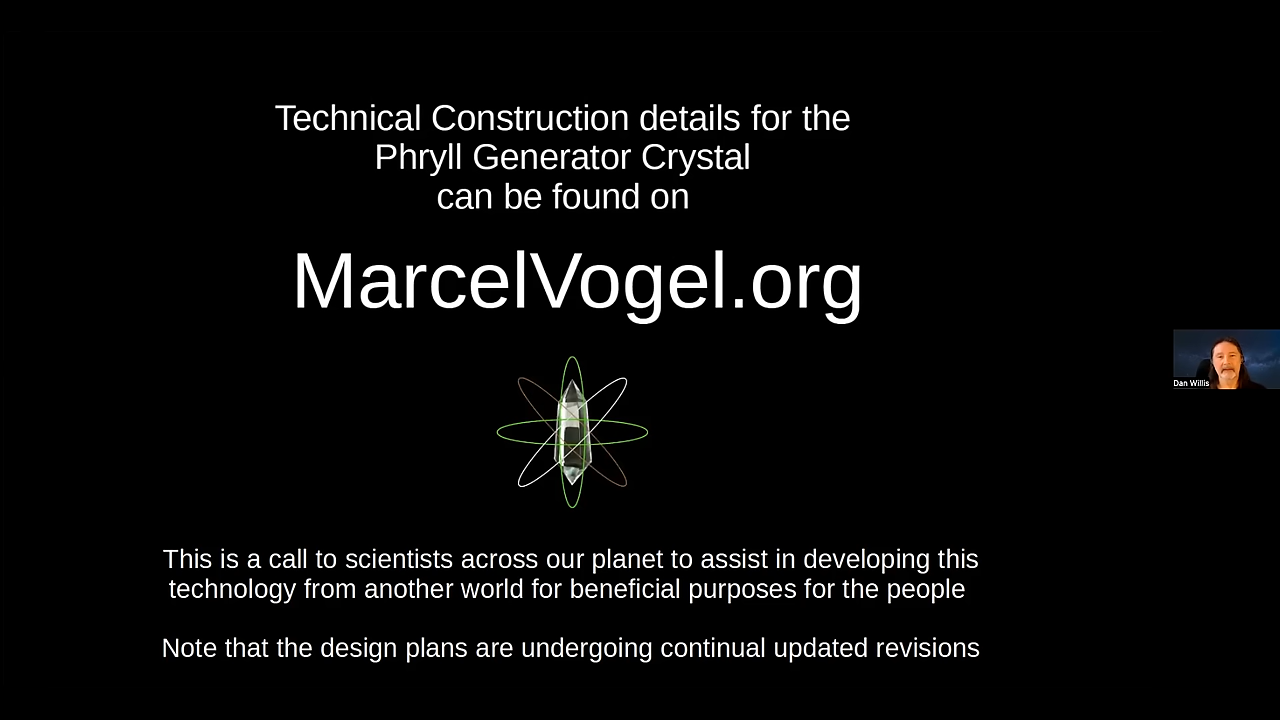 Technical Construction details for the
Phryll Generator Crystal
can be found on
MarcelVogel.org
Dan Willis
This is a call to scientists across our planet to assist in developing this
technology from another world for beneficial purposes for the people
Note that the design plans are undergoing continual updated revisions